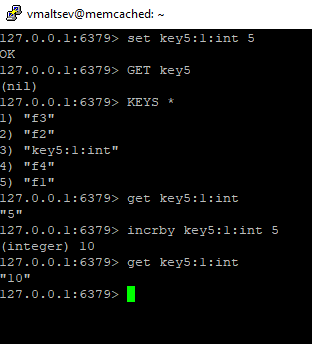 vmaltsev@memcached: ~
127.0.0.1:6379> set key5:1:int 5
OK
127.0.0.1:6379> GET key5
(nil)
127.0.0.1:6379> KEYS *
1) "f3"
2) "f2"
3) "key5:1:int"
4) "f4"
5) "f1"
127.0.0.1:6379> get key5:1:int
"5"
127.0.0.1:6379> incrby key5:1:int 5
(integer) 10
127.0.0.1:6379> get key5:1:int
"10"
127.0.0.1:6379>